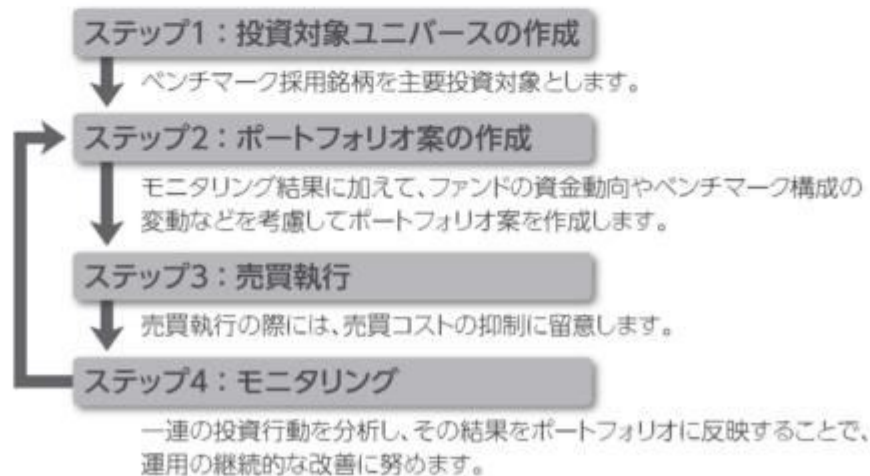 ステップ1：投資対象ユニバースの作成
ベンチマーク採用銘柄を主要投資対象とします。
ステップ2：ポートフォリオ案の作成
モニタリング結果に加えて、ファンドの資金動向やベンチマーク構成の
変動などを考慮してポートフォリオ案を作成します。
ステップ3：売買執行
売買執行の際には、売買コストの抑制に留意します。
ステップ4：モニタリング
一連の投資行動を分析し、その結果をポートフォリオに反映することで、
運用の継続的な改善に努めます。